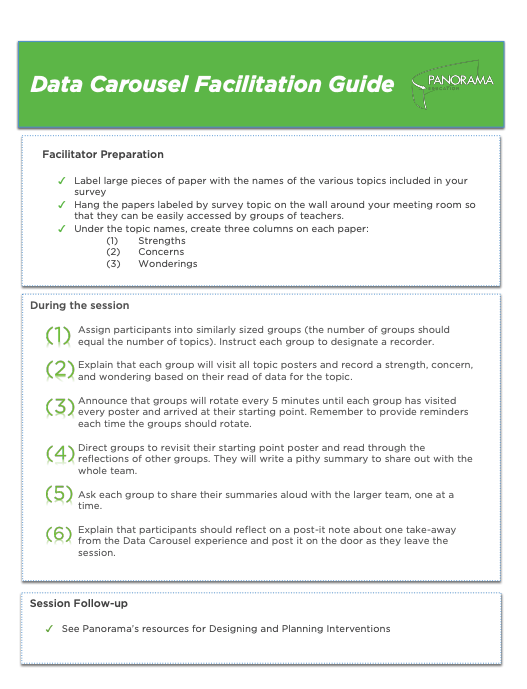 Data Carousel Facilitation Guide
PANORAMA
EDUCATION
Facilitator Preparation
✓ Label large pieces of paper with the names of the various topics included in your
survey
✓ Hang the papers labeled by survey topic on the wall around your meeting room so
that they can be easily accessed by groups of teachers.
✓ Under the topic names, create three columns on each paper:
(1) Strengths
(2) Concerns
(3) Wonderings
During the session
(1) Assign participants into similarly sized groups (the number of groups should
equal the number of topics). Instruct each group to designate a recorder.
(2) Explain that each group will visit all topic posters and record a strength, concern,
and wondering based on their read of data for the topic.
(3) Announce that groups will rotate every 5 minutes until each group has visited
every poster and arrived at their starting point. Remember to provide reminders
each time the groups should rotate.
(4) Direct groups to revisit their starting point poster and read through the
reflections of other groups. They will write a pithy summary to share out with the
whole team.
(5) Ask each group to share their summaries aloud with the larger team, one at a
time.
(6) Explain that participants should reflect on a post-it note about one take-away
from the Data Carousel experience and post it on the door as they leave the
session.
Session Follow-up
✓ See Panorama's resources for Designing and Planning Interventions